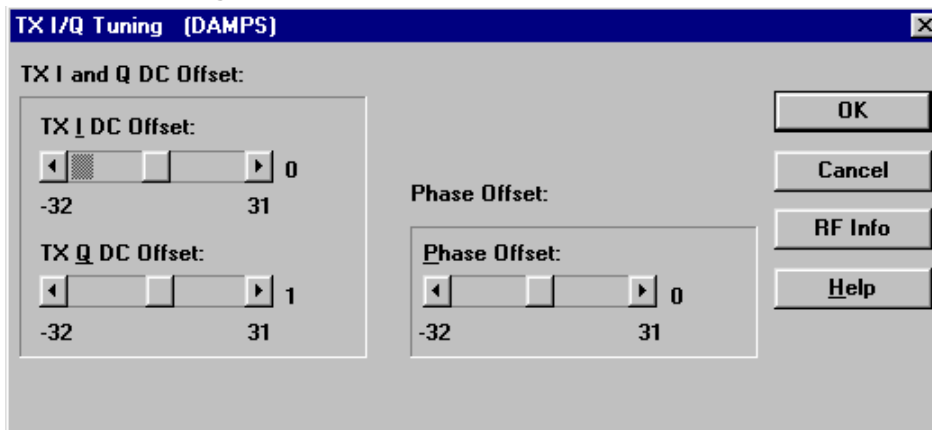 TX I/Q Tuning (DAMPS)
TX I and Q DC Offset:
TX I DC Offset:
0
-32 31
TX Q DC Offset:
1
-32 31
Phase Offset:
Phase Offset:
0
-32 31
OK
Cancel
RF Info
Help